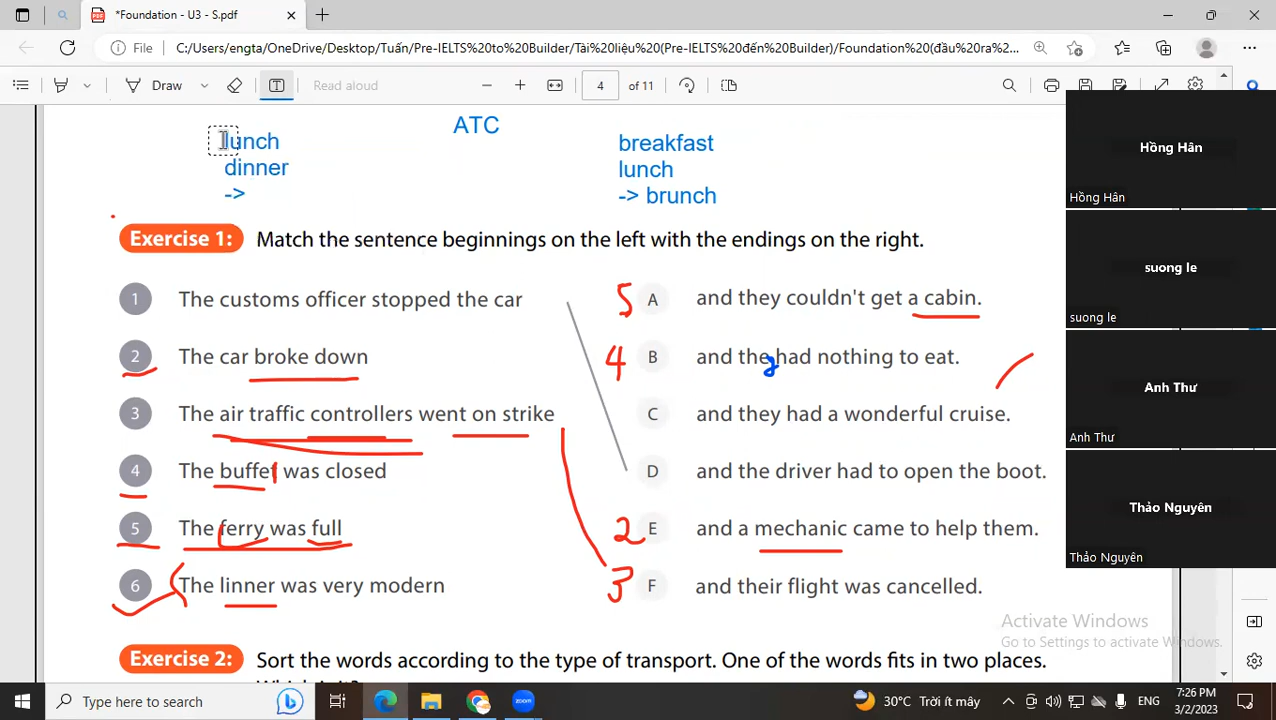 *Foundation - U3 - S.pdf
File
C:/Users/engta/OneDrive/Desktop/Tuấn/Pre-IELTS%20to%20Builder/Tài%20liệu%20(Pre-IELTS%20đến%20Builder)/Foundation%20(đầu%20ra%2...
Draw
Read aloud
4
of 11
ATC
lunch
dinner
->
breakfast
lunch
-> brunch
Exercise 1: Match the sentence beginnings on the left with the endings on the right.
1 The customs officer stopped the car
5 A and they couldn't get a cabin.
2 The car broke down
4 B and they had nothing to eat.
3 The air traffic controllers went on strike
C and they had a wonderful cruise.
4 The buffet was closed
D and the driver had to open the boot.
5 The ferry was full
2 E and a mechanic came to help them.
6 The linner was very modern
3 F and their flight was cancelled.
Exercise 2: Sort the words according to the type of transport. One of the words fits in two places.
Hồng Hân
Hồng Hân
suong le
suong le
Anh Thư
Anh Thư
Thảo Nguyên
Thảo Nguyên
Activate Windows
Go to Settings to activate Windows.
Type here to search
zoom
30°C Trời ít mây
ENG
7:26 PM
3/2/2023